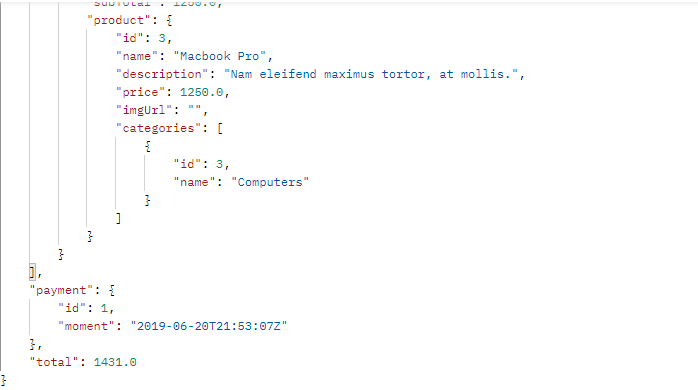 "subTotal": 1250.0,
"product": {
"id": 3,
"name": "Macbook Pro",
"description": "Nam eleifend maximus tortor, at mollis.",
"price": 1250.0,
"imgUrl": "",
"categories": [
{
"id": 3,
"name": "Computers"
}
]
}
}
],
"payment": {
"id": 1,
"moment": "2019-06-20T21:53:07Z"
},
"total": 1431.0
}